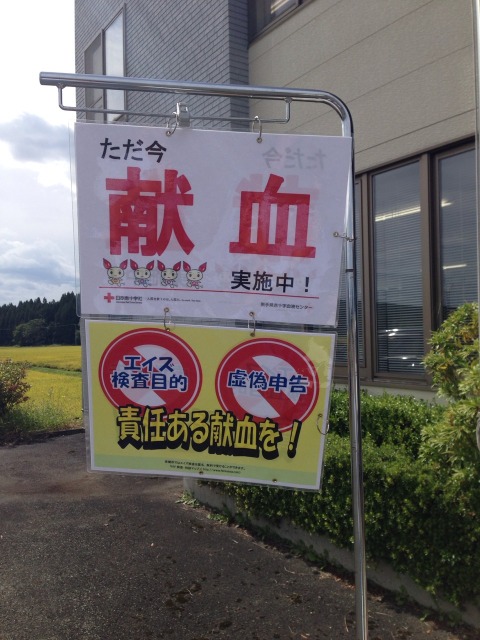 ただ今
献血
実施中！
日本赤十字社
エイズ
検査目的
虚偽申告
責任ある献血を！